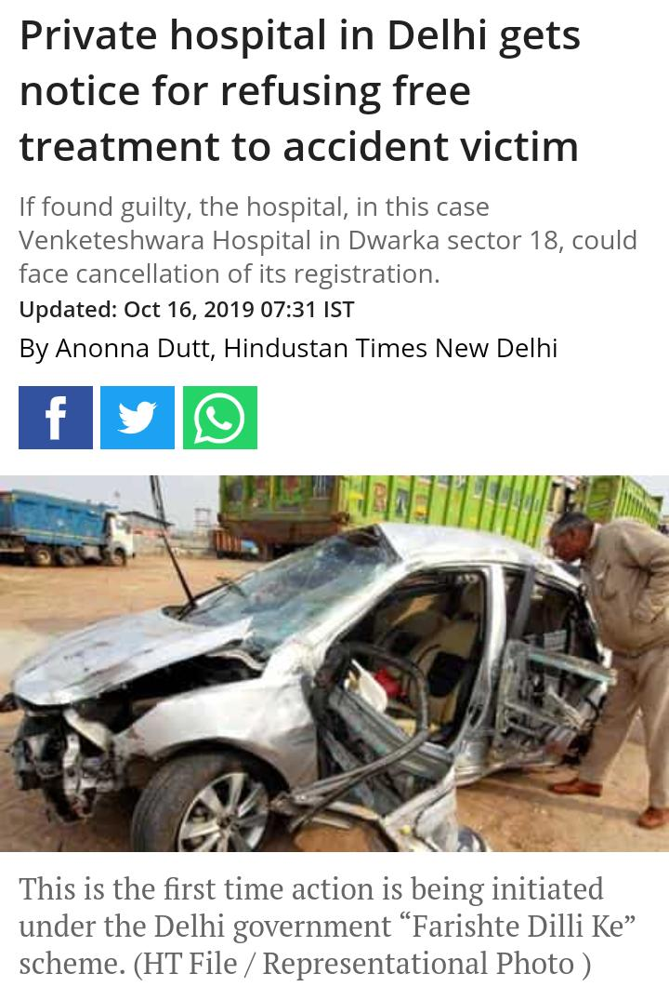 Private hospital in Delhi gets
notice for refusing free
treatment to accident victim
If found guilty, the hospital, in this case
Venketeshwara Hospital in Dwarka sector 18, could
face cancellation of its registration.
Updated: Oct 16, 2019 07:31 IST
By Anonna Dutt, Hindustan Times New Delhi
This is the first time action is being initiated
under the Delhi government “Farishte Dilli Ke”
scheme. (HT File / Representational Photo )